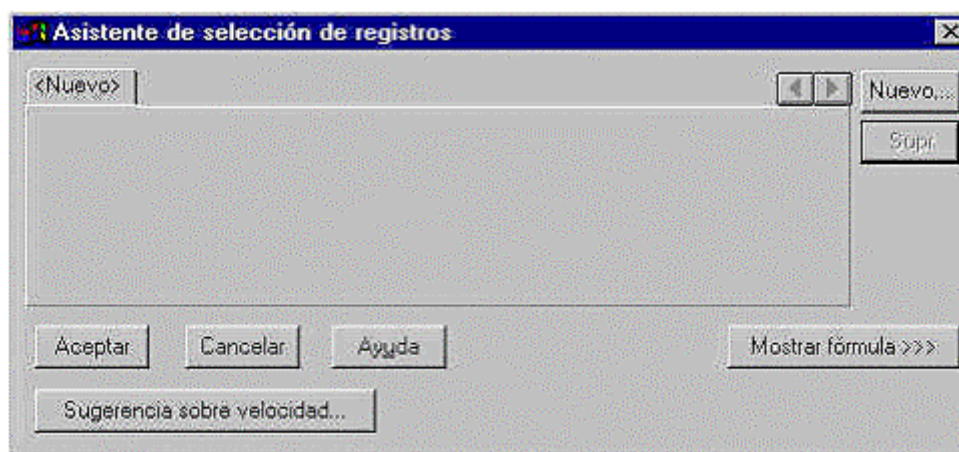 Asistente de selección de registros
<Nuevo>
Nuevo...
Supr
Aceptar
Cancelar
Ayuda
Mostrar fórmula >>>
Sugerencia sobre velocidad...